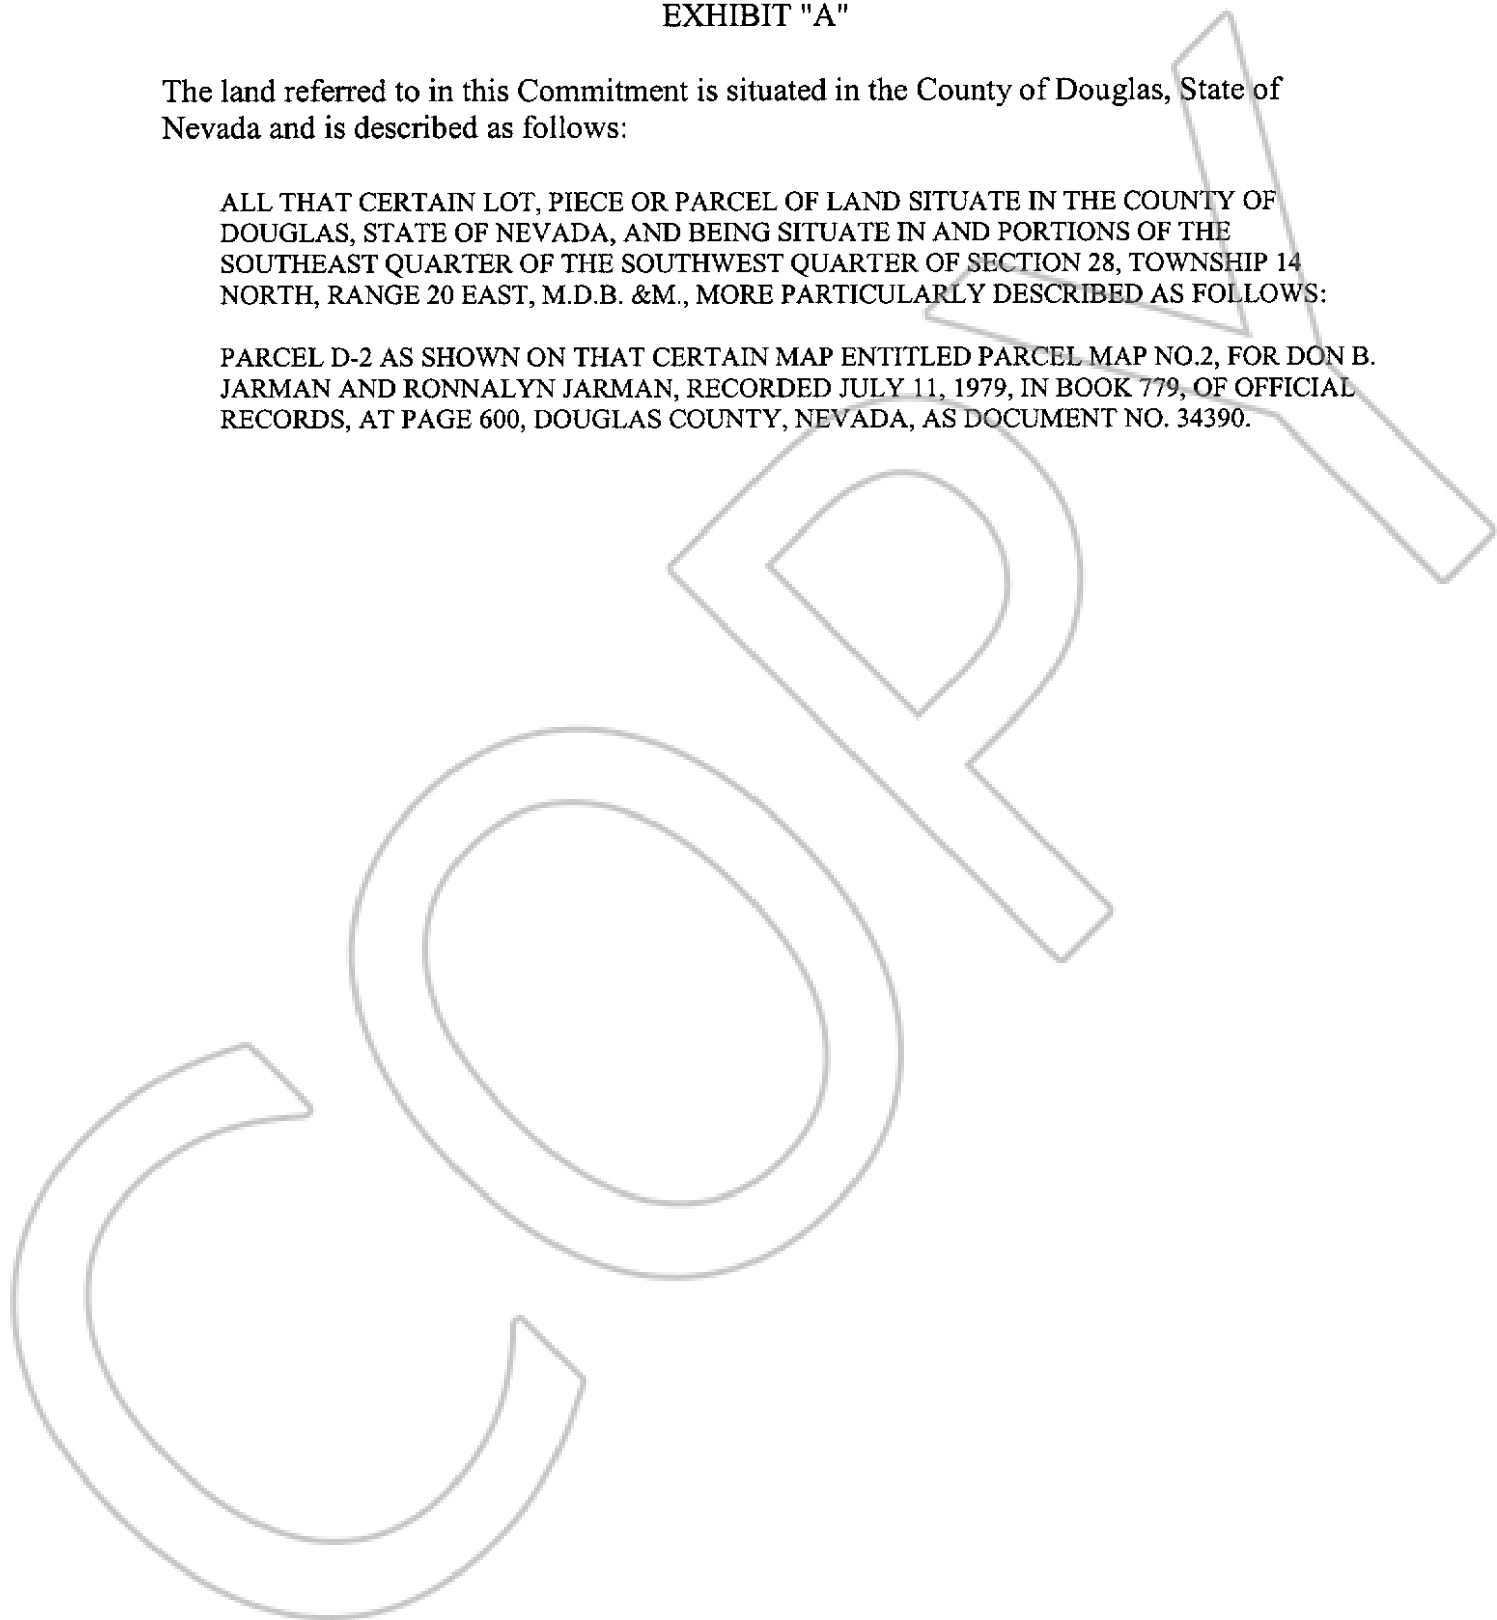 EXHIBIT "A"
The land referred to in this Commitment is situated in the County of Douglas, State of
Nevada and is described as follows:
ALL THAT CERTAIN LOT, PIECE OR PARCEL OF LAND SITUATE IN THE COUNTY OF
DOUGLAS, STATE OF NEVADA, AND BEING SITUATE IN AND PORTIONS OF THE
SOUTHEAST QUARTER OF THE SOUTHWEST QUARTER OF SECTION 28, TOWNSHIP 14
NORTH, RANGE 20 EAST, M.D.B. &M., MORE PARTICULARLY DESCRIBED AS FOLLOWS:
PARCEL D-2 AS SHOWN ON THAT CERTAIN MAP ENTITLED PARCEL MAP NO.2, FOR DON B.
JARMAN AND RONNALYN JARMAN, RECORDED JULY 11, 1979, IN BOOK 779, OF OFFICIAL
RECORDS, AT PAGE 600, DOUGLAS COUNTY, NEVADA, AS DOCUMENT NO. 34390.
COPY